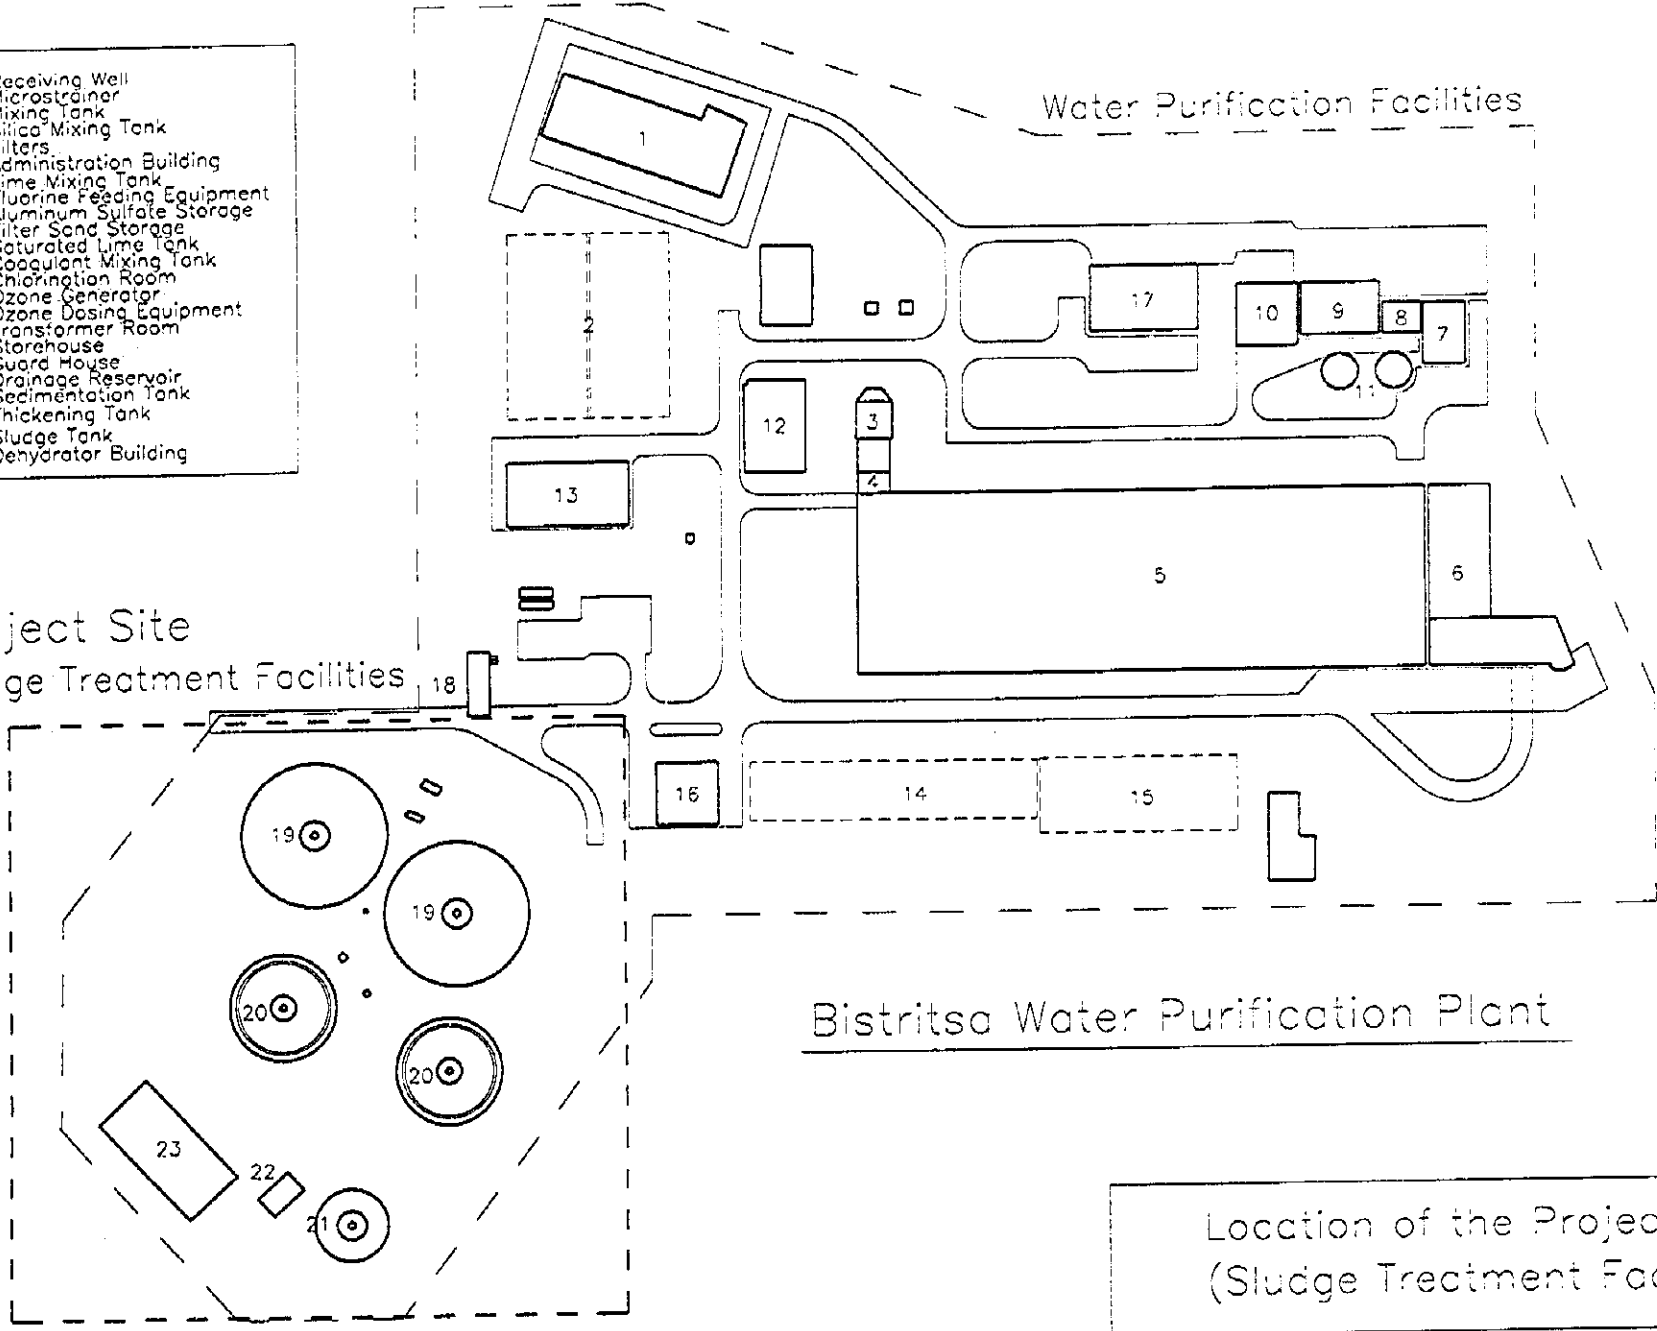 eceiving Well
icrostrainer
ixing Tank
ilica Mixing Tank
ilters
dministration Building
ime Mixing Tank
luorine Feeding Equipment
luminum Sulfate Storage
ilter Sand Storage
aturated Lime Tank
oagulant Mixing Tank
hlorination Room
zone Generator
zone Dosing Equipment
ransformer Room
torehouse
uard House
rainage Reservoir
edimentation Tank
hickening Tank
Sludge Tank
ehydrator Building
Water Purification Facilities
1
2
17
10
9
8
7
11
12
3
4
13
5
6
ject Site
ge Treatment Facilities
18
16
14
15
19
19
20
20
23
22
21
Bistritsa Water Purification Plant
Location of the Projec
(Sludge Treatment Fac